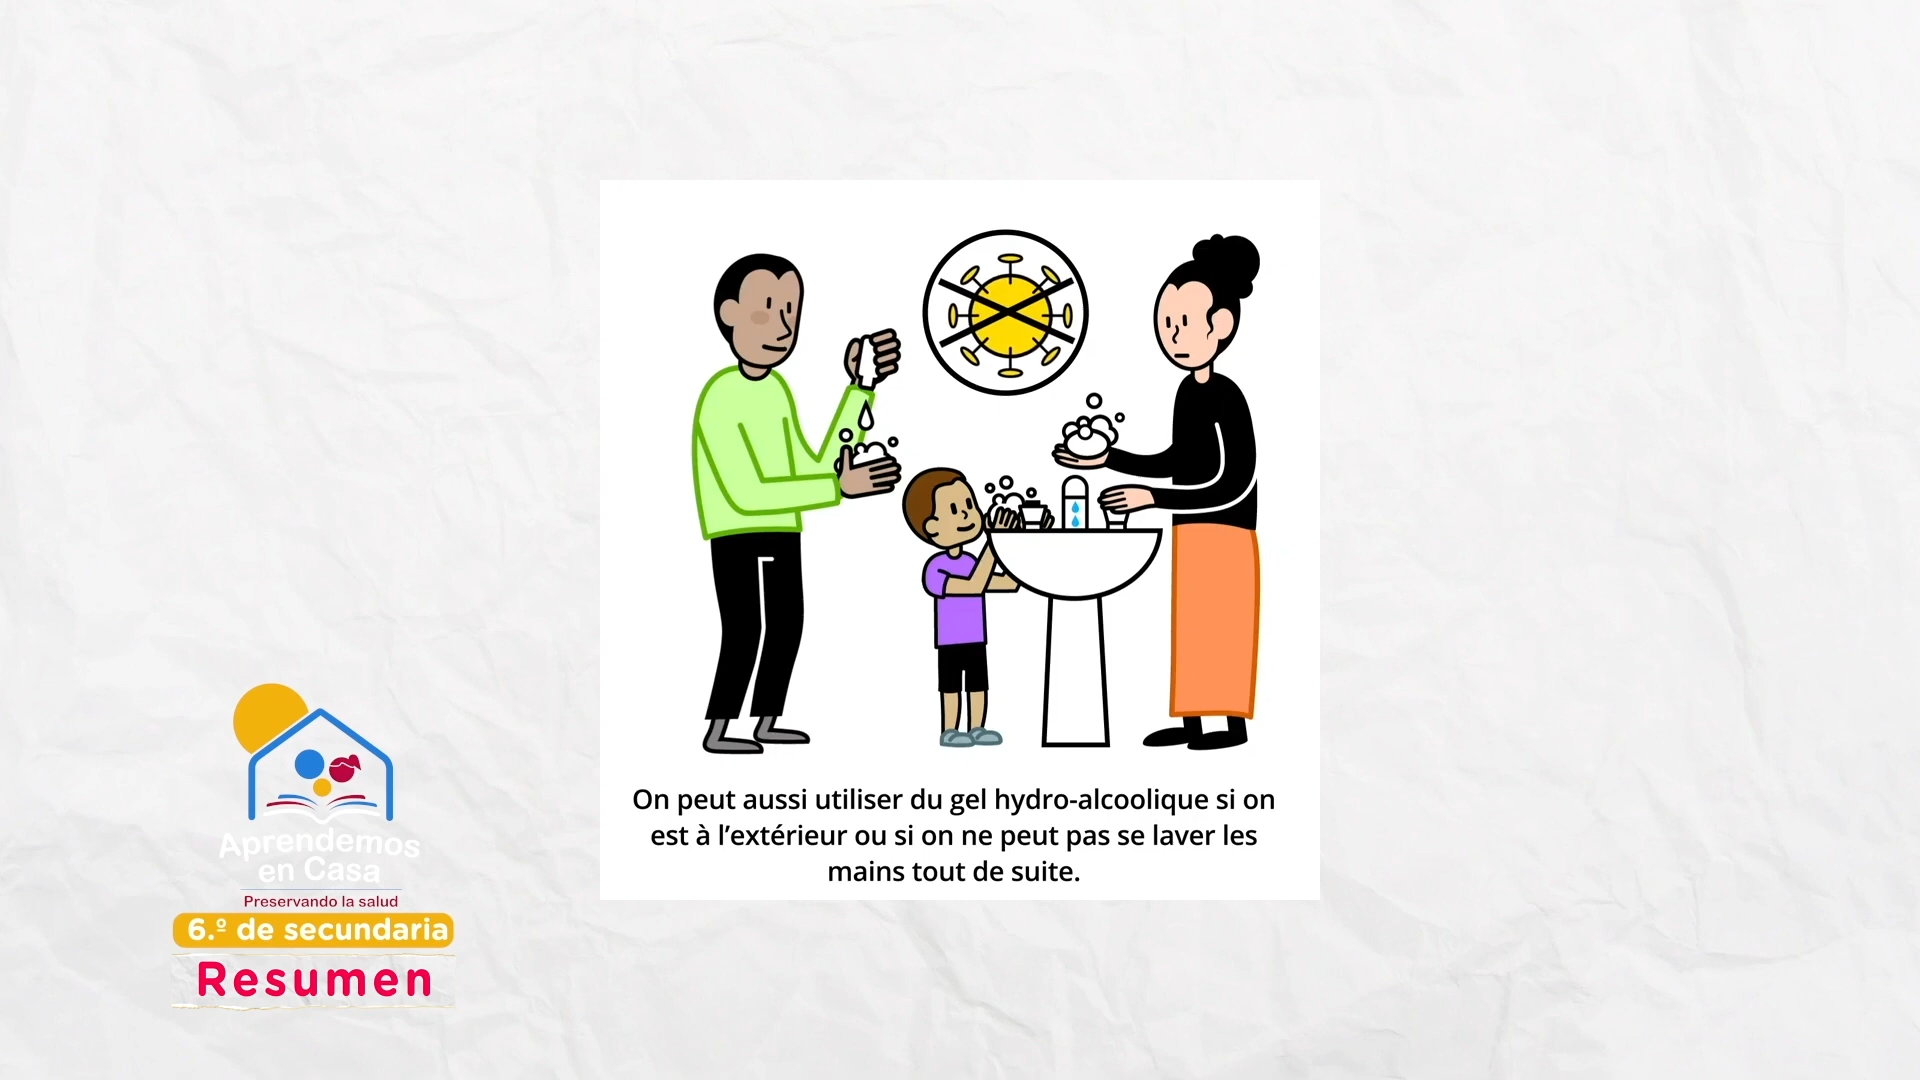 On peut aussi utiliser du gel hydro-alcoolique si on
est à l’extérieur ou si on ne peut pas se laver les
mains tout de suite.
Aprendemos
en Casa
Preservando la salud
6.º de secundaria
Resumen